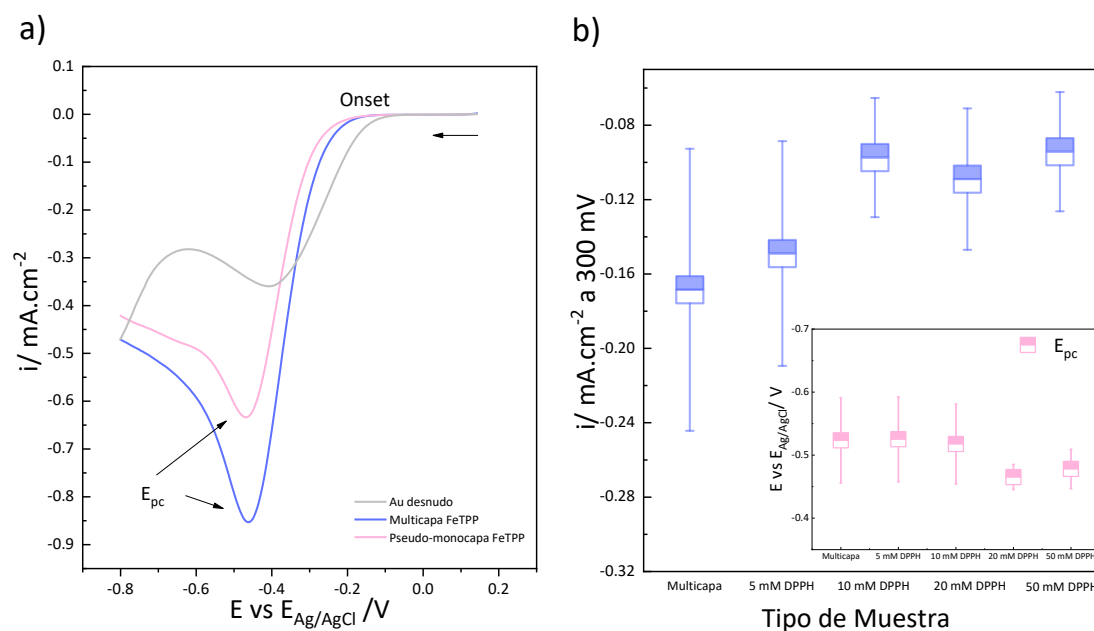 a)
0.1
0.0
-0.1
-0.2
-0.3
-0.4
-0.5
-0.6
-0.7
-0.8
-0.9
i/ mA.cm-2
Onset
Epc
Au desnudo
Multicapa FeTPP
Pseudo-monocapa FeTPP
-0.8
-0.6
-0.4
-0.2
0.0
0.2
E vs EAg/AgCl /V
b)
-0.08
-0.12
-0.16
-0.20
-0.24
-0.28
-0.32
i/ mA.cm-2 a 300 mV
Multicapa
5 mM DPPH
10 mM DPPH
20 mM DPPH
50 mM DPPH
Tipo de Muestra
-0.7
-0.6
-0.5
-0.4
E vs EAg/AgCl/ V
Epc
Multicapa
5 mM DPPH
10 mM DPPH
20 mM DPPH
50 mM DPPH